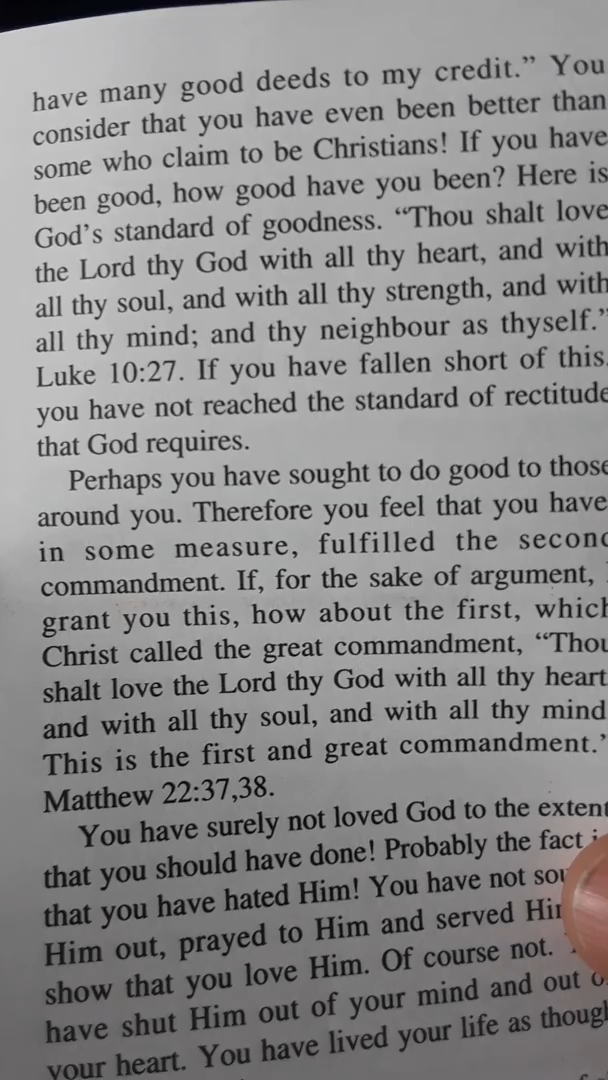 have many good deeds to my credit.” You
consider that you have even been better than
some who claim to be Christians! If you have
been good, how good have you been? Here is
God’s standard of goodness. “Thou shalt love
the Lord thy God with all thy heart, and with
all thy soul, and with all thy strength, and with
all thy mind; and thy neighbour as thyself.”
Luke 10:27. If you have fallen short of this,
you have not reached the standard of rectitude
that God requires.
Perhaps you have sought to do good to those
around you. Therefore you feel that you have
in some measure, fulfilled the second
commandment. If, for the sake of argument,
grant you this, how about the first, which
Christ called the great commandment, “Thou
shalt love the Lord thy God with all thy heart
and with all thy soul, and with all thy mind
This is the first and great commandment.’
Matthew 22:37,38.
You have surely not loved God to the extent
that you should have done! Probably the fact
that you have hated Him! You have not
Him out, prayed to Him and served
show that you love Him. Of course not.
have shut Him out of your mind and out
your heart. You have lived your life as